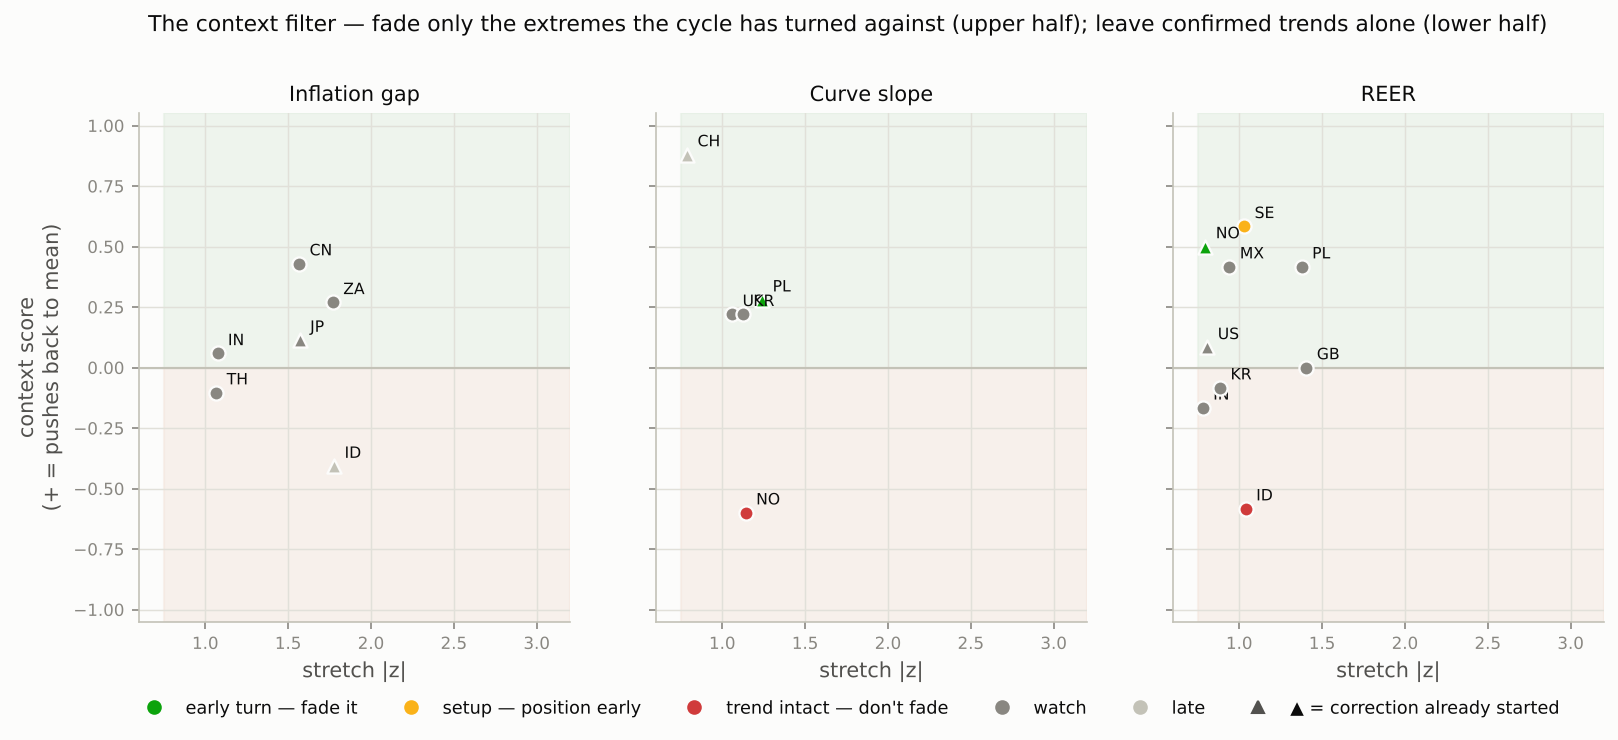 The context filter — fade only the extremes the cycle has turned against (upper half); leave confirmed trends alone (lower half)
Inflation gap
context score
(+ = pushes back to mean)
1.00
0.75
0.50
0.25
0.00
−0.25
−0.50
−0.75
−1.00
CN
ZA
JP
IN
TH
ID
1.0 1.5 2.0 2.5 3.0
stretch |z|
Curve slope
CH
PL
KR
NO
1.0 1.5 2.0 2.5 3.0
stretch |z|
REER
SE
NO
MX
PL
US
GB
KR
IN
ID
1.0 1.5 2.0 2.5 3.0
stretch |z|
early turn — fade it
setup — position early
trend intact — don't fade
watch
late
▲ = correction already started